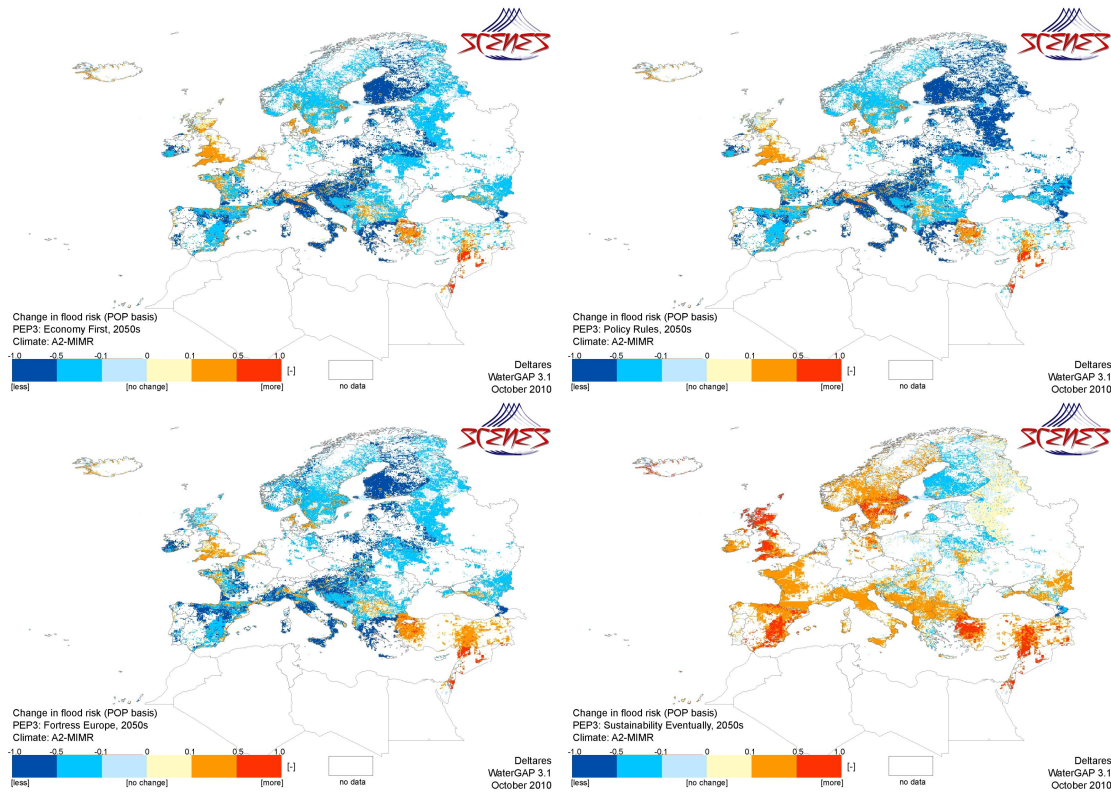 SCENES
Change in flood risk (POP basis)
PEP3: Economy First, 2050s
Climate: A2-MIMR
-1.0 -0.5 -0.1 0 0.1 0.5 1.0
[-]
[less] [no change] [more]
no data
Deltares
WaterGAP 3.1
October 2010
SCENES
Change in flood risk (POP basis)
PEP3: Policy Rules, 2050s
Climate: A2-MIMR
-1.0 -0.5 -0.1 0 0.1 0.5 1.0
[-]
[less] [no change] [more]
no data
Deltares
WaterGAP 3.1
October 2010
SCENES
Change in flood risk (POP basis)
PEP3: Fortress Europe, 2050s
Climate: A2-MIMR
-1.0 -0.5 -0.1 0 0.1 0.5 1.0
[-]
[less] [no change] [more]
no data
Deltares
WaterGAP 3.1
October 2010
SCENES
Change in flood risk (POP basis)
PEP3: Sustainability Eventually, 2050s
Climate: A2-MIMR
-1.0 -0.5 -0.1 0 0.1 0.5 1.0
[-]
[less] [no change] [more]
no data
Deltares
WaterGAP 3.1
October 2010